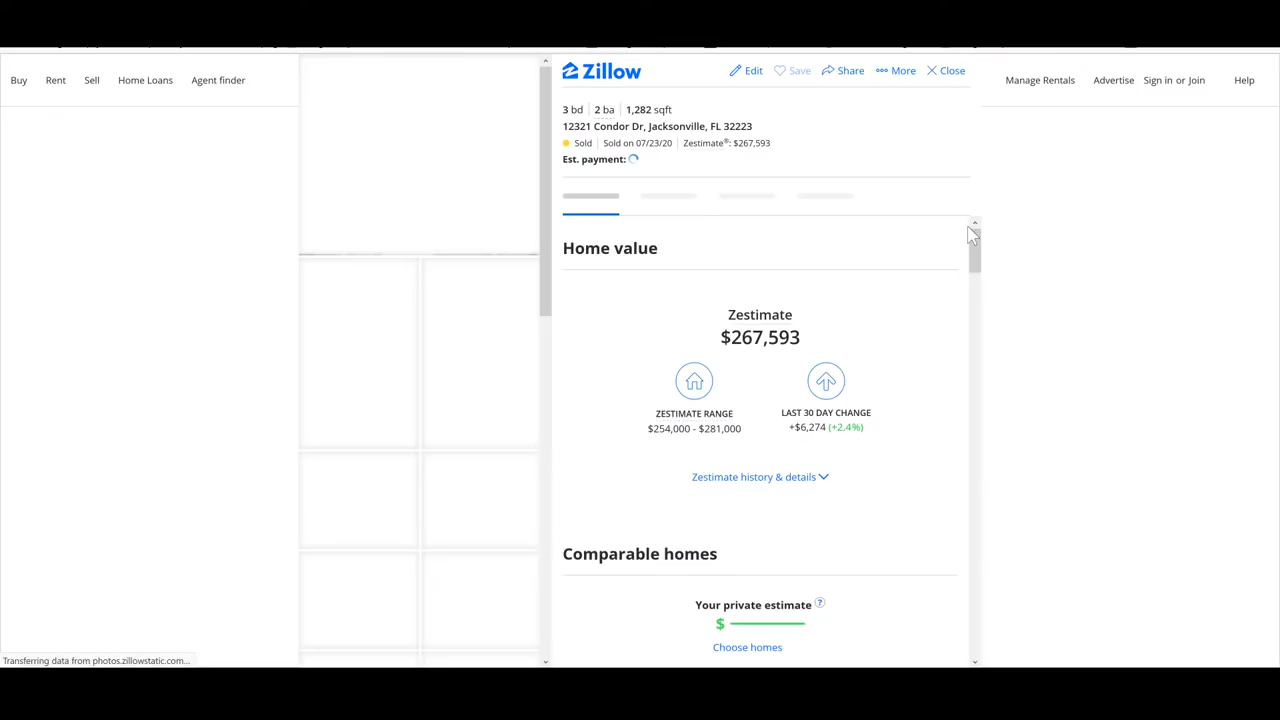 Buy Rent Sell Home Loans Agent finder
Zillow
Edit Save Share More Close
Manage Rentals Advertise Sign in or Join Help
3 bd 2 ba 1,282 sqft
12321 Condor Dr, Jacksonville, FL 32223
Sold Sold on 07/23/20 Zestimate®: $267,593
Est. payment:
Home value
Zestimate
$267,593
ZESTIMATE RANGE
$254,000 - $281,000
LAST 30 DAY CHANGE
+$6,274 (+2.4%)
Zestimate history & details
Comparable homes
Your private estimate ?
$
Choose homes
Transferring data from photos.zillowstatic.com...